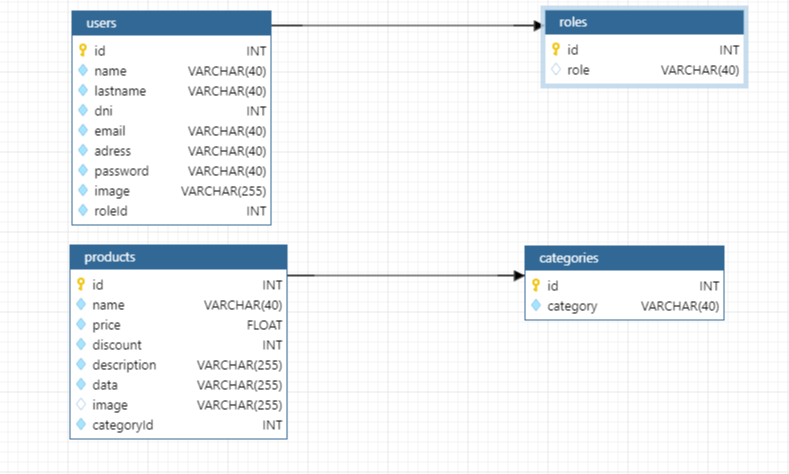 users
id INT
name VARCHAR(40)
lastname VARCHAR(40)
dni INT
email VARCHAR(40)
adress VARCHAR(40)
password VARCHAR(40)
image VARCHAR(255)
roleId INT
roles
id INT
role VARCHAR(40)
products
id INT
name VARCHAR(40)
price FLOAT
discount INT
description VARCHAR(255)
data VARCHAR(255)
image VARCHAR(255)
categoryId INT
categories
id INT
category VARCHAR(40)